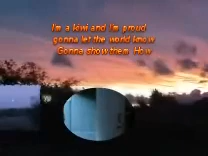 I'm a kiwi and I'm proud
gonna let the world know
Gonna show them How